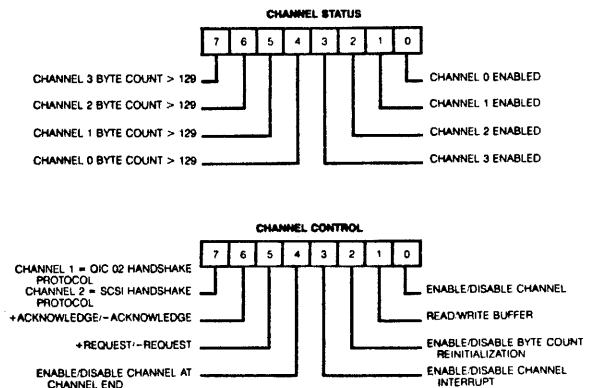 CHANNEL STATUS
7 6 5 4 3 2 1 0
CHANNEL 3 BYTE COUNT > 129
CHANNEL 2 BYTE COUNT > 129
CHANNEL 1 BYTE COUNT > 129
CHANNEL 0 BYTE COUNT > 129
CHANNEL 0 ENABLED
CHANNEL 1 ENABLED
CHANNEL 2 ENABLED
CHANNEL 3 ENABLED
CHANNEL CONTROL
7 6 5 4 3 2 1 0
CHANNEL 1 = QIC 02 HANDSHAKE
PROTOCOL
CHANNEL 2 = SCSI HANDSHAKE
PROTOCOL
+ACKNOWLEDGE/-ACKNOWLEDGE
+REQUEST/-REQUEST
ENABLE/DISABLE CHANNEL AT
CHANNEL END
ENABLE/DISABLE CHANNEL
READ/WRITE BUFFER
ENABLE/DISABLE BYTE COUNT
REINITIALIZATION
ENABLE/DISABLE CHANNEL
INTERRUPT